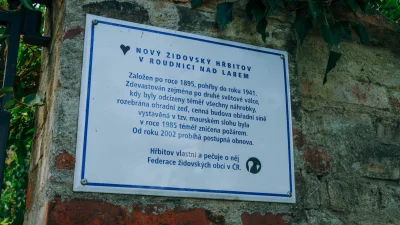 NOVÝ ŽIDOVSKÝ HŘBITOV
V ROUDNICI NAD LABEM
Založen po roce 1895, pohřby do roku 1941.
Zdevastován zejména po druhé světové válce,
kdy byly odcizeny téměř všechny náhrobky,
rozebrána ohradní zeď, cenná budova obřadní síně
vystavěná v tzv. maurském slohu byla
v roce 1985 téměř zničena požárem.
Od roku 2002 probíhá postupná obnova.
Hřbitov vlastní a pečuje o něj
Federace židovských obcí v ČR.